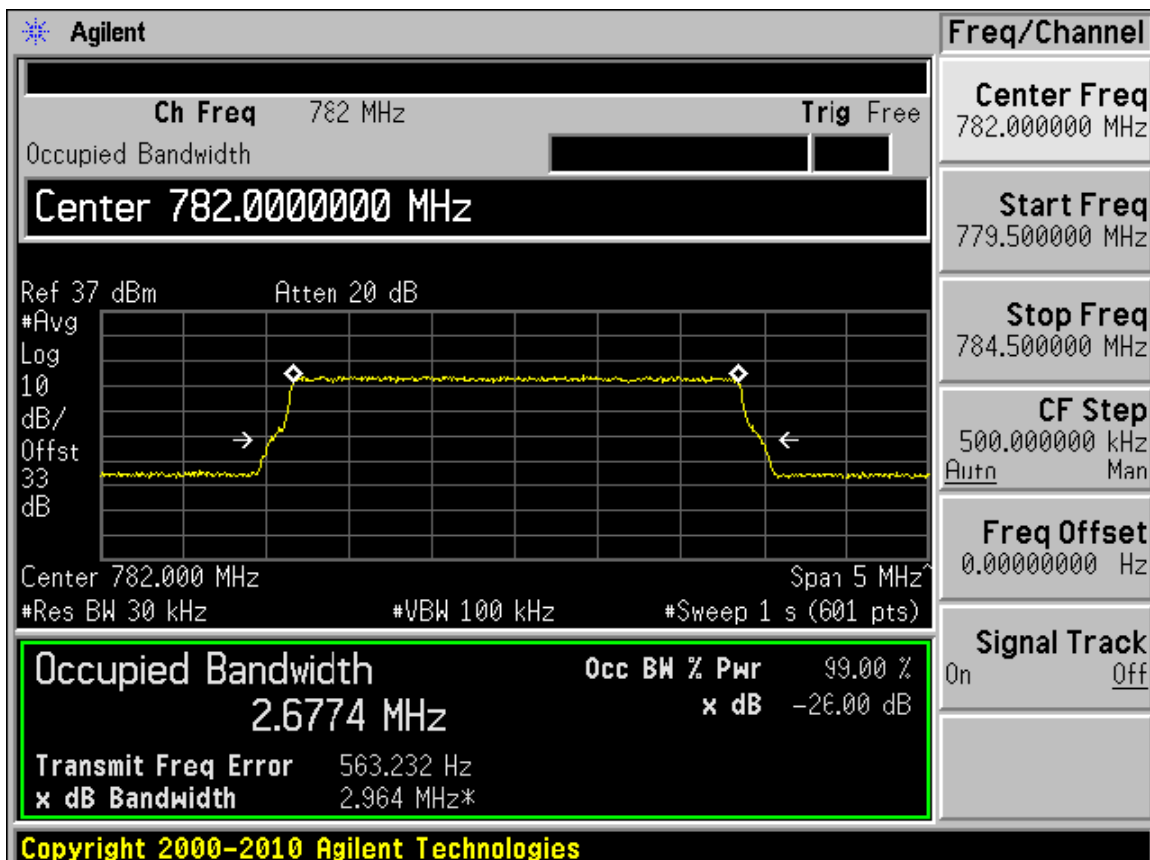 Agilent
Freq/Channel
Ch Freq 782 MHz Trig Free
Occupied Bandwidth
Center 782.0000000 MHz
Ref 37 dBm Atten 20 dB
#Avg
Log
10
dB/
Offst
33
dB
Center 782.000 MHz Span 5 MHz^
#Res BW 30 kHz #VBW 100 kHz #Sweep 1 s (601 pts)
Occupied Bandwidth
2.6774 MHz
Occ BW % Pwr 99.00 %
x dB -26.00 dB
Transmit Freq Error 563.232 Hz
x dB Bandwidth 2.964 MHz*
Copyright 2000-2010 Agilent Technologies
Center Freq
782.000000 MHz
Start Freq
779.500000 MHz
Stop Freq
784.500000 MHz
CF Step
500.000000 kHz
Auto Man
Freq Offset
0.00000000 Hz
Signal Track
On Off